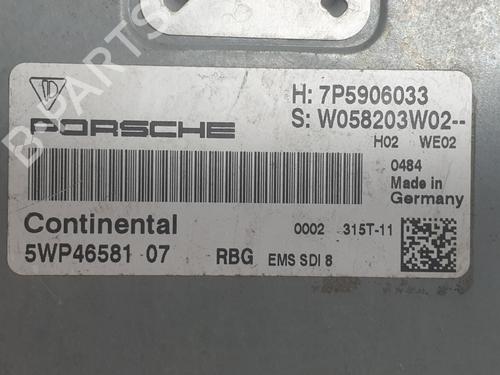 H: 7P5906033
PORSCHE
S: W058203W02--
H02 WE02
0484
Made in
Germany
Continental
0002 315T-11
5WP46581 07 RBG EMS SDI 8
B-PARTS